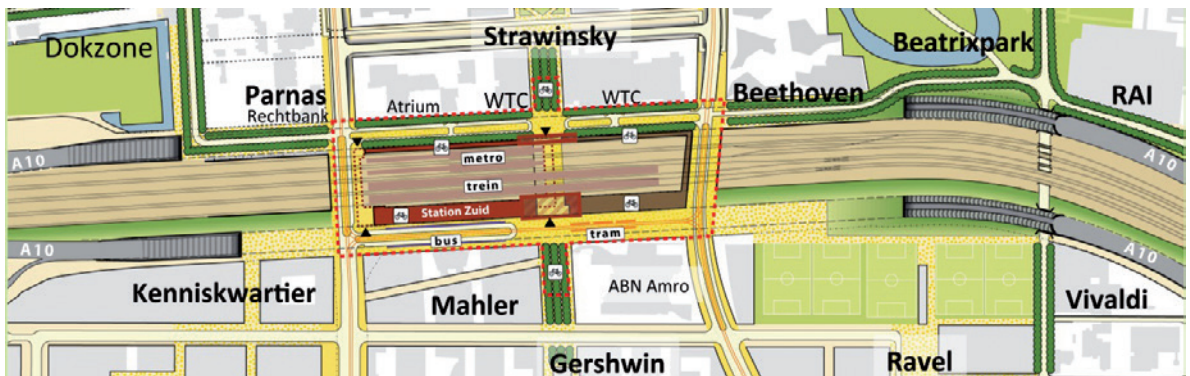 Strawinsky
Dokzone
Beatrixpark
Parnas
Rechtbank
Atrium
WTC
WTC
Beethoven
RAI
A10
A10
metro
trein
Station Zuid
bus
tram
A10
A10
Kenniskwartier
Mahler
ABN Amro
Vivaldi
Gershwin
Ravel